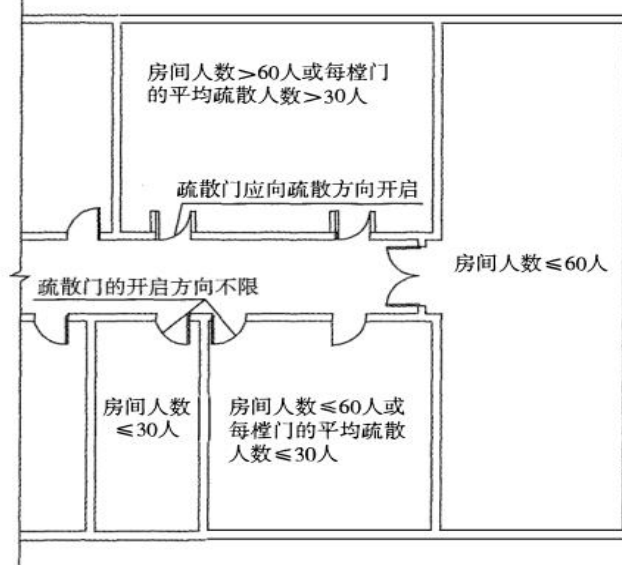 房间人数>60人或每樘门
的平均疏散人数>30人
疏散门应向疏散方向开启
房间人数≤60人
疏散门的开启方向不限
房间人数
≤30人
房间人数≤60人或
每樘门的平均疏散
人数≤30人